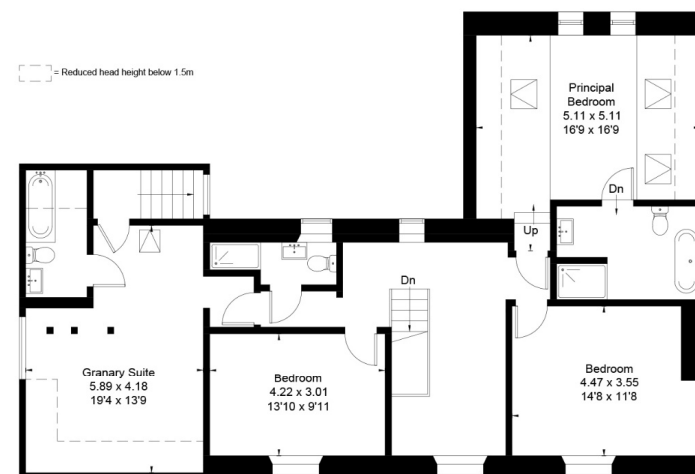 = Reduced head height below 1.5m
Principal
Bedroom
5.11 x 5.11
16'9 x 16'9
Dn
Up
Dn
Granary Suite
5.89 x 4.18
19'4 x 13'9
Bedroom
4.22 x 3.01
13'10 x 9'11
Bedroom
4.47 x 3.55
14'8 x 11'8